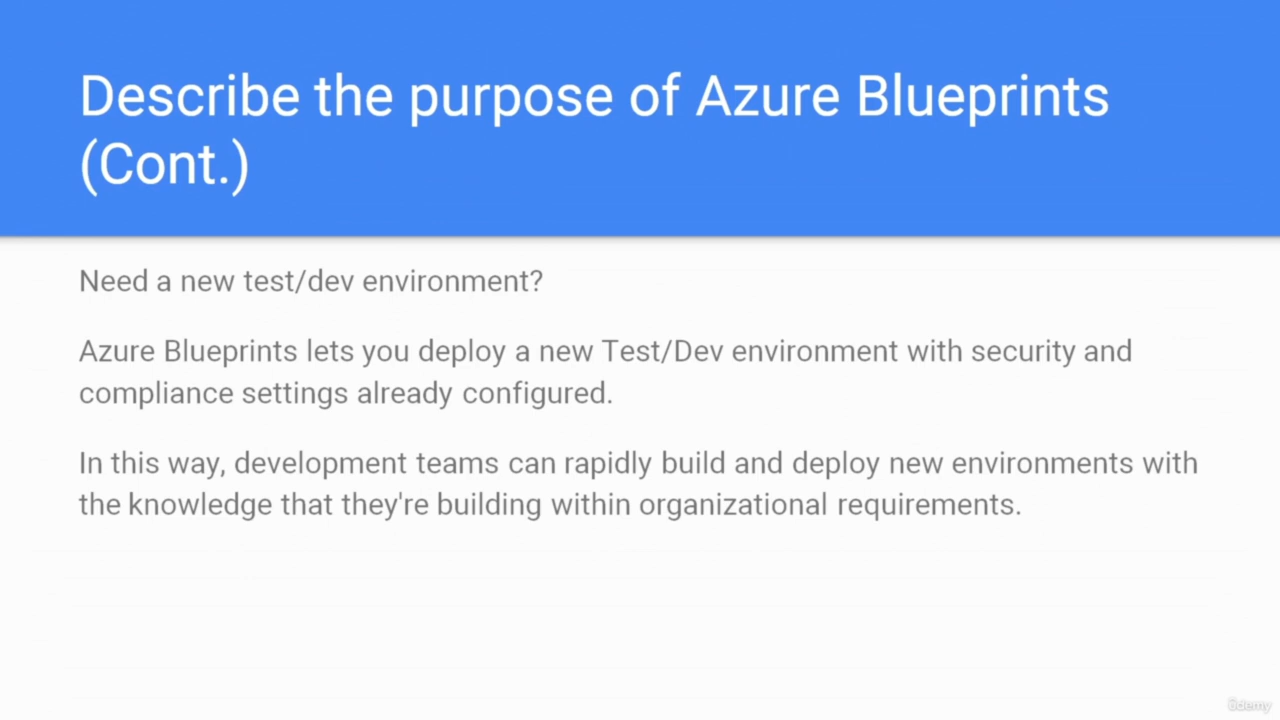 Describe the purpose of Azure Blueprints
(Cont.)
Need a new test/dev environment?
Azure Blueprints lets you deploy a new Test/Dev environment with security and
compliance settings already configured.
In this way, development teams can rapidly build and deploy new environments with
the knowledge that they're building within organizational requirements.
ûdemy